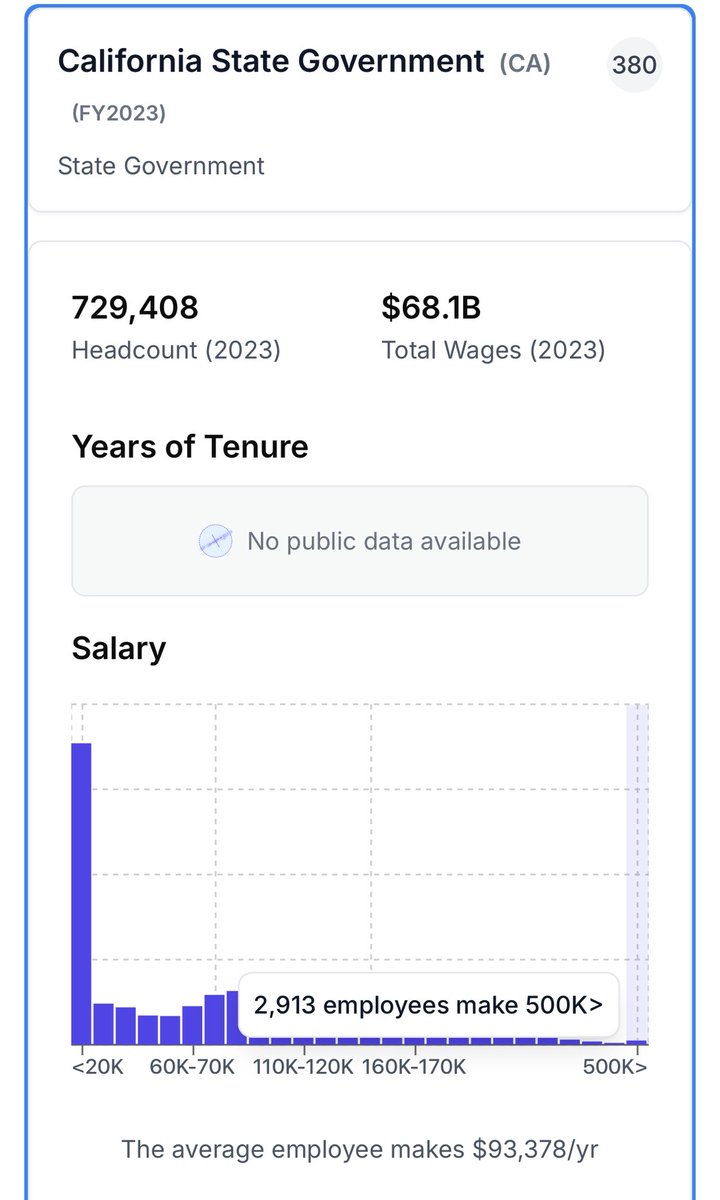 California State Government (CA) 380
(FY2023)
State Government
729,408 $68.1B
Headcount (2023) Total Wages (2023)
Years of Tenure
No public data available
Salary
2,913 employees make 500K>
<20K 60K-70K 110K-120K 160K-170K 500K>
The average employee makes $93,378/yr